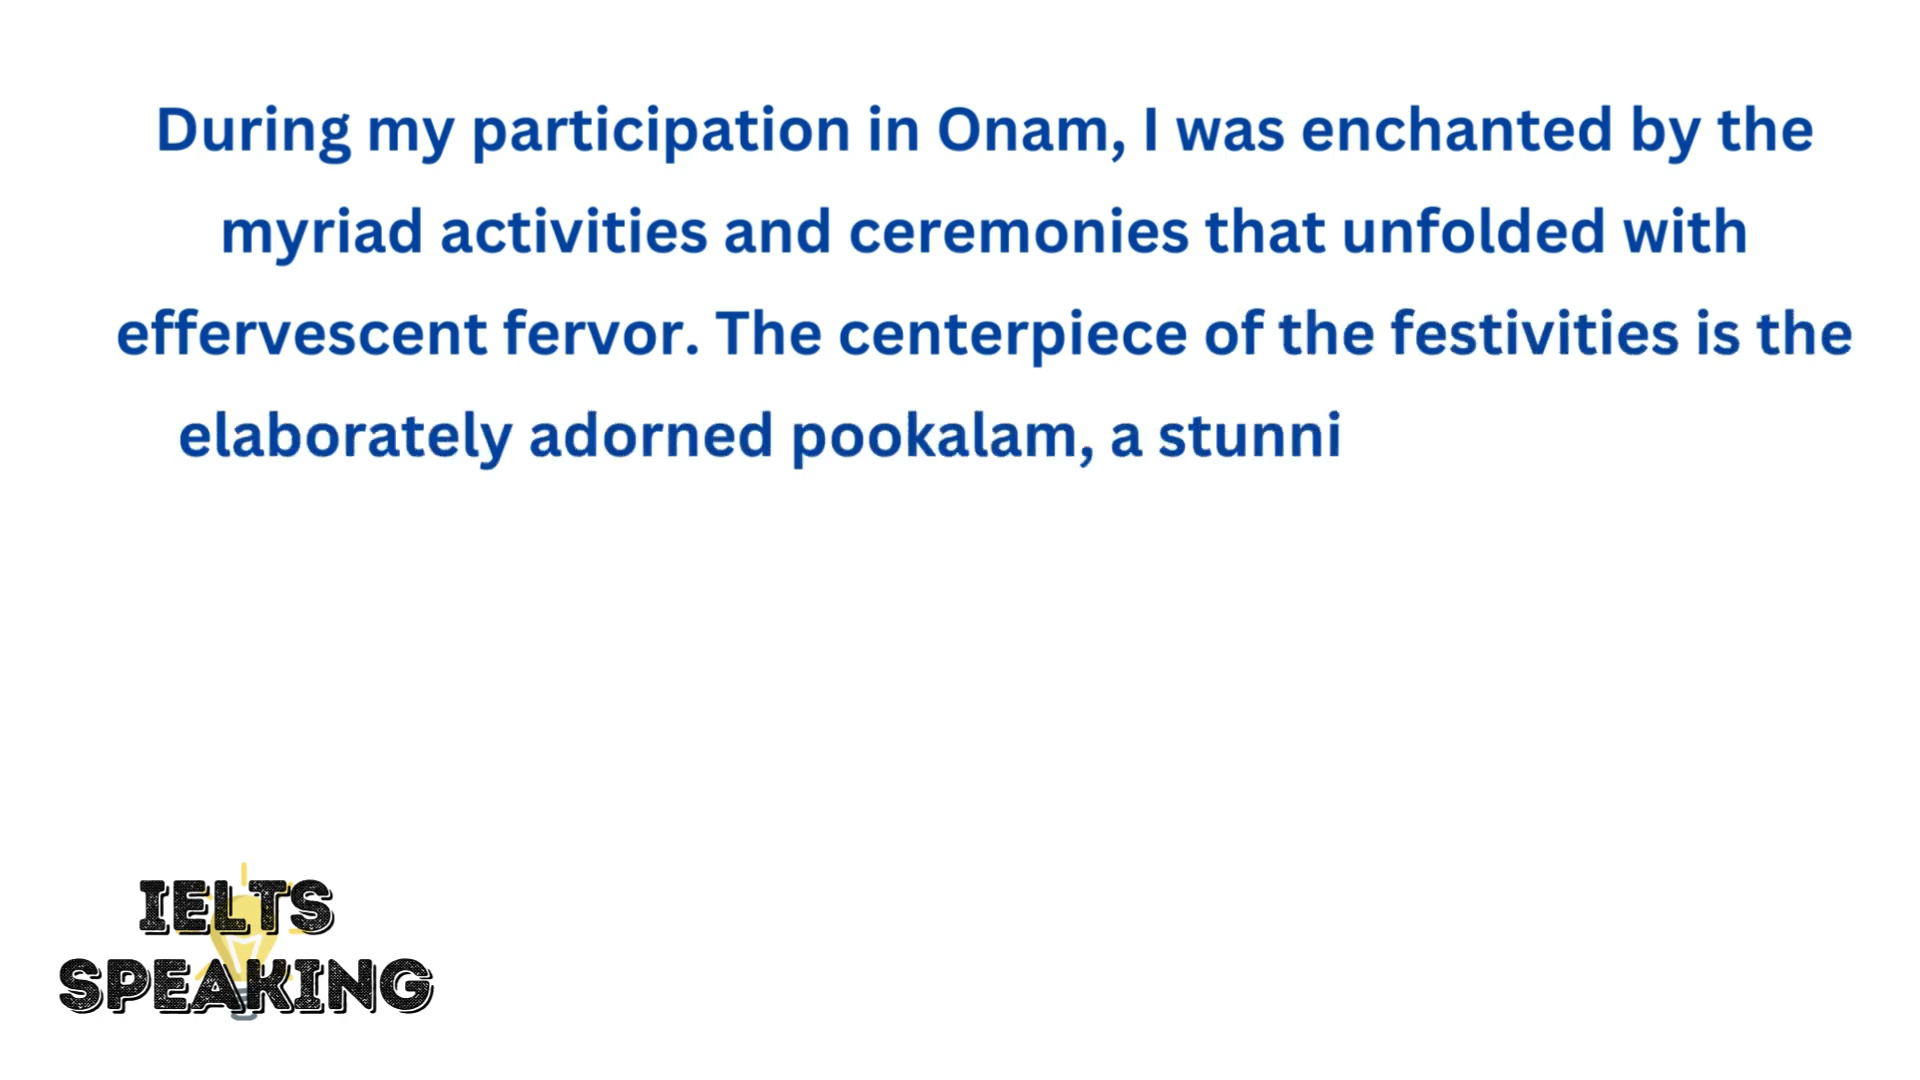 During my participation in Onam, I was enchanted by the
myriad activities and ceremonies that unfolded with
effervescent fervor. The centerpiece of the festivities is the
elaborately adorned pookalam, a stunni
IELTS
SPEAKING